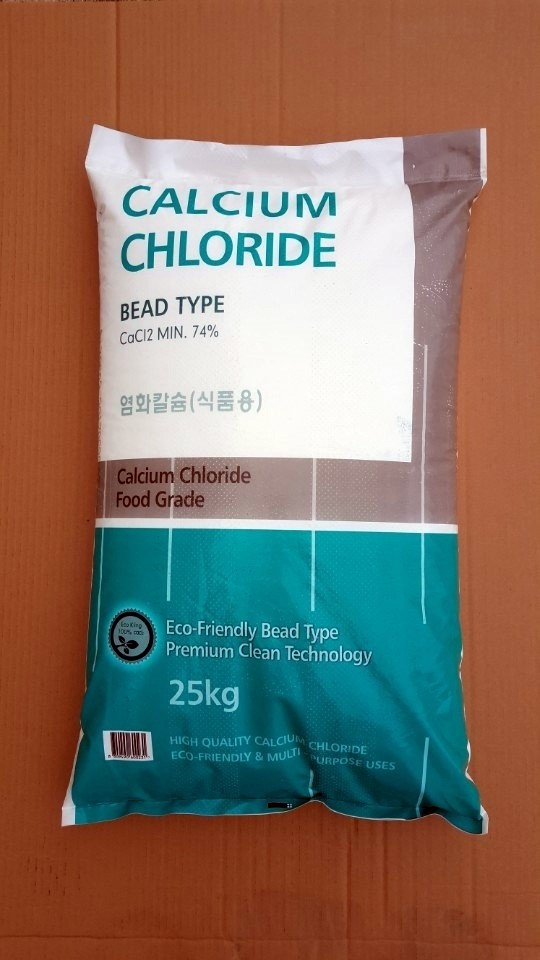 CALCIUM
CHLORIDE
BEAD TYPE
CaCl2 MIN. 74%
염화칼슘(식품용)
Calcium Chloride
Food Grade
Eco-Friendly Bead Type
Premium Clean Technology
25kg
HIGH QUALITY CALCIUM CHLORIDE
ECO-FRIENDLY & MULTI PURPOSE USES